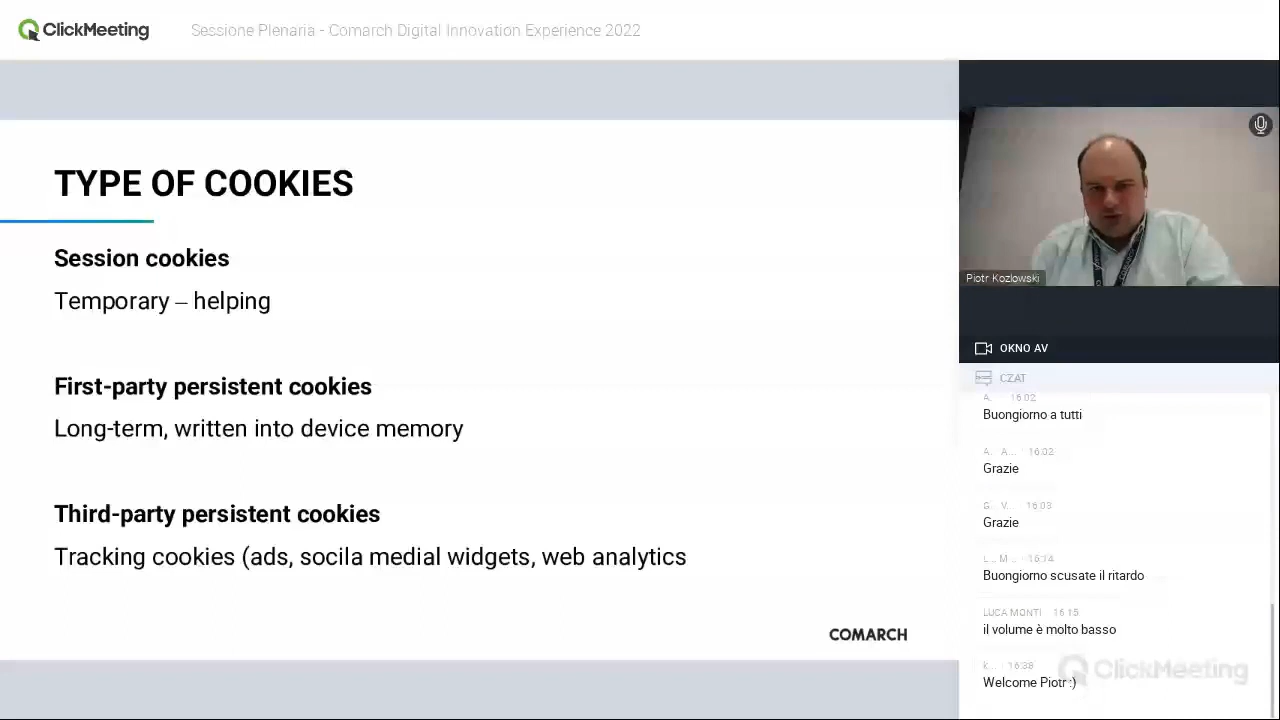 ClickMeeting
Sessione Plenaria - Comarch Digital Innovation Experience 2022
TYPE OF COOKIES
Session cookies
Temporary – helping
First-party persistent cookies
Long-term, written into device memory
Third-party persistent cookies
Tracking cookies (ads, socila medial widgets, web analytics
COMARCH
Piotr Kozlowski
OKNO AV
CZAT
A. 16:02
Buongiorno a tutti
A. A... 16:02
Grazie
G. V... 16:03
Grazie
L... M... 16:14
Buongiorno scusate il ritardo
LUCA MONTI 16:15
il volume è molto basso
k... 16:38
Welcome Piotr :)
ClickMeeting